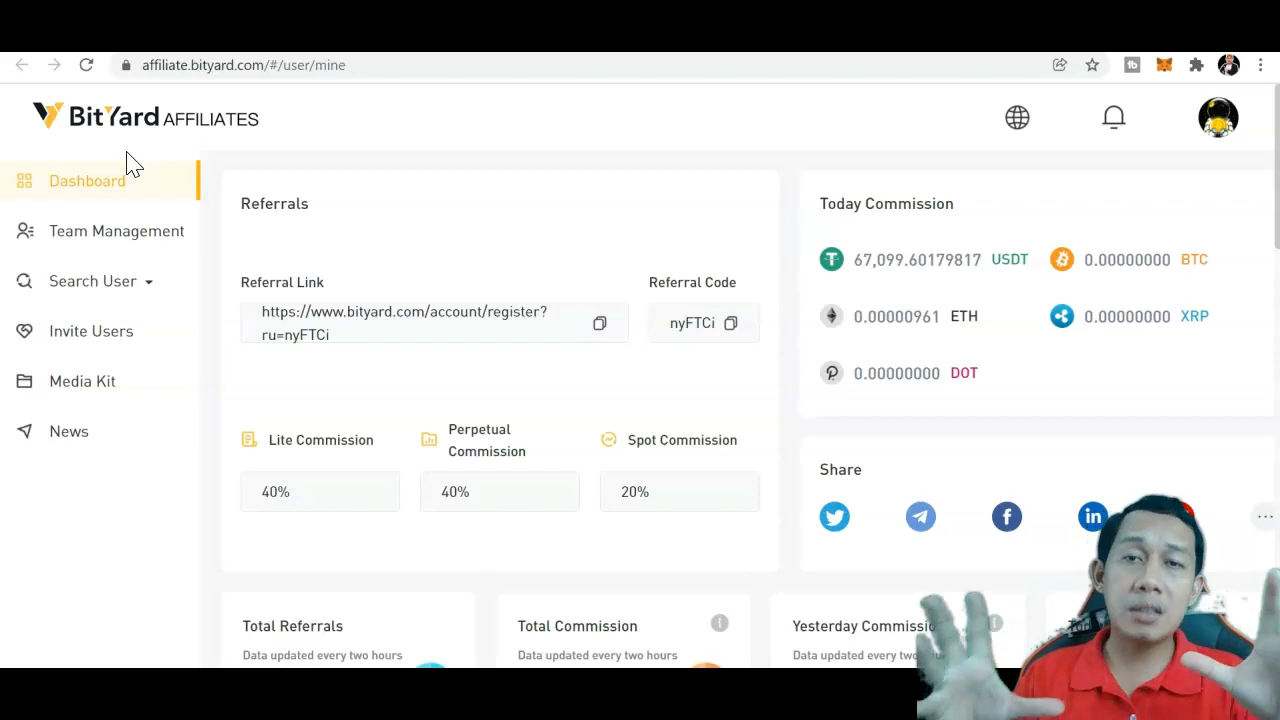 affiliate.bityard.com/#/user/mine
BitYard AFFILIATES
Dashboard
Team Management
Search User
Invite Users
Media Kit
News
Referrals
Referral Link
https://www.bityard.com/account/register?
ru=nyFTCi
Referral Code
nyFTCi
Lite Commission
40%
Perpetual
Commission
40%
Spot Commission
20%
Today Commission
67,099.60179817 USDT
0.00000000 BTC
0.00000961 ETH
0.00000000 XRP
0.00000000 DOT
Share
in
Total Referrals
Data updated every two hours
Total Commission
Data updated every two hours
Yesterday Commissio
Data updated every two